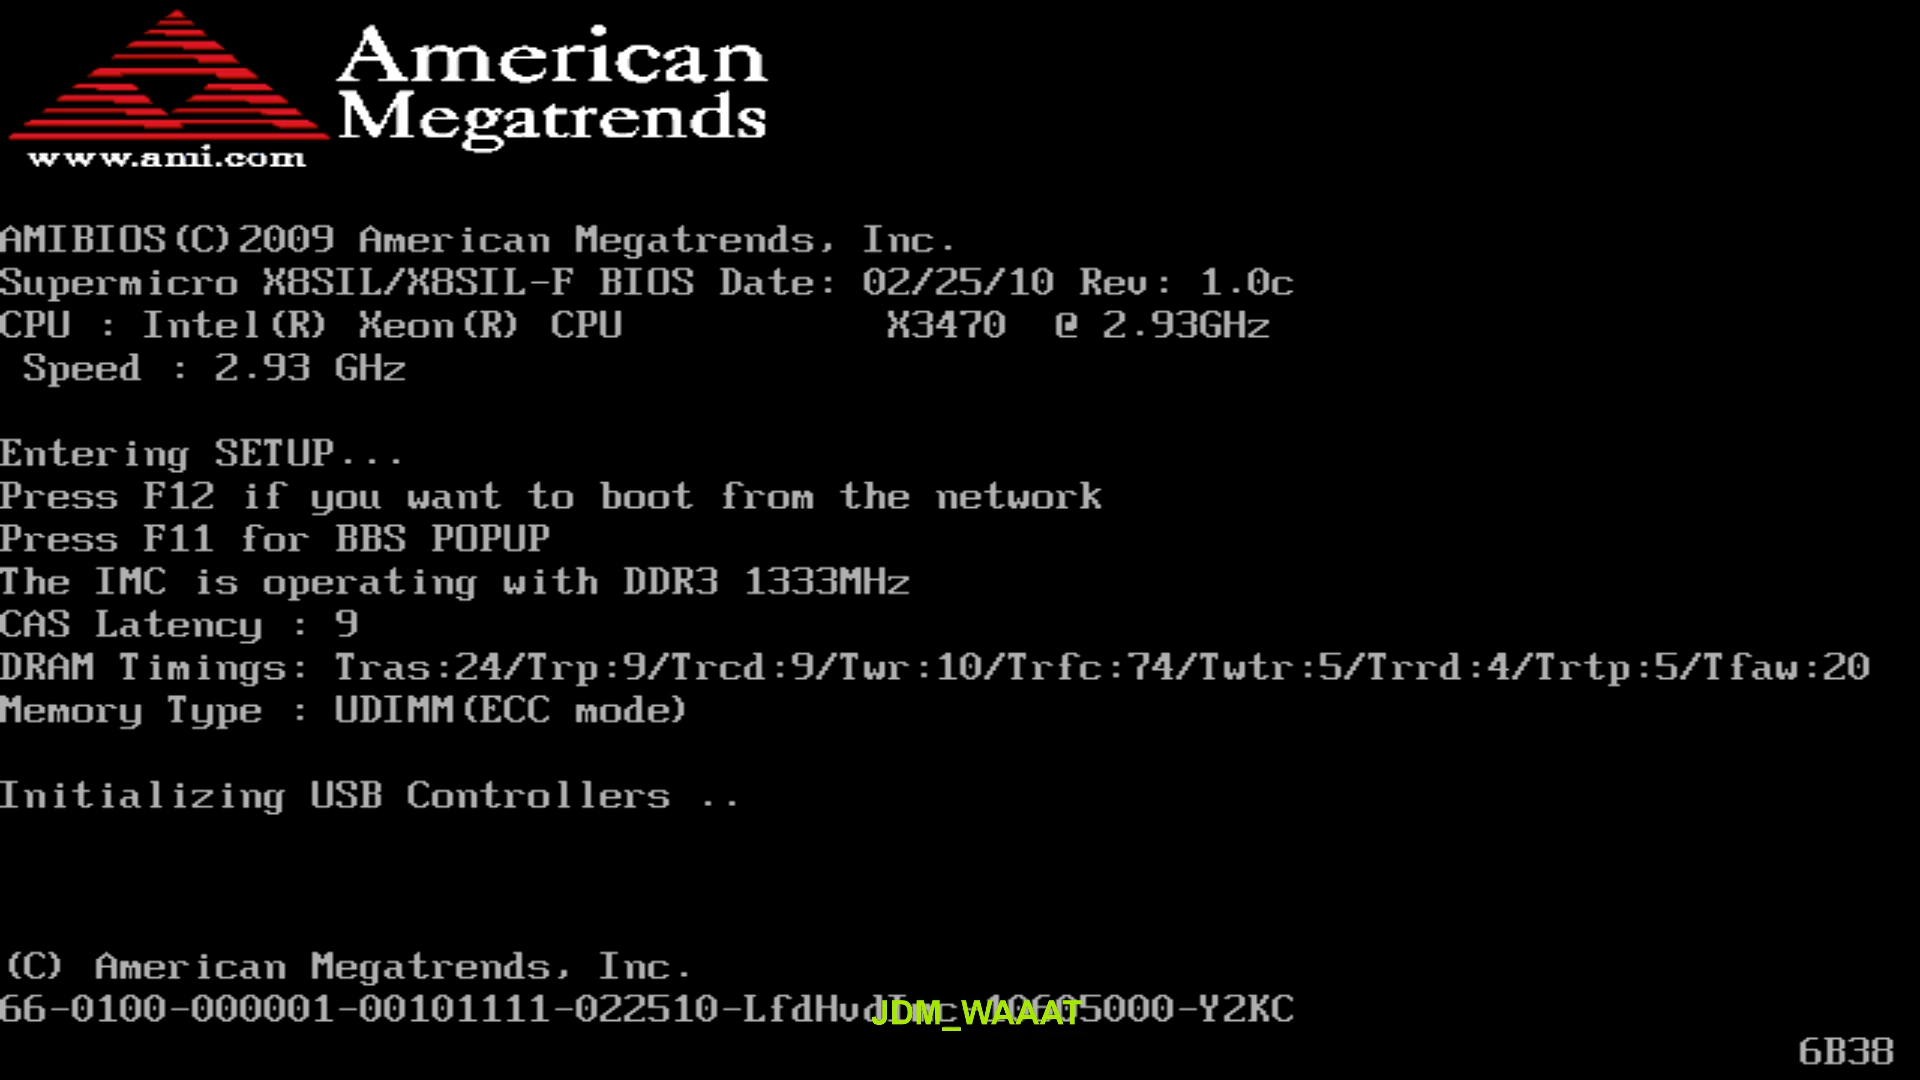 American
Megatrends
www.ami.com
AMIBIOS(C)2009 American Megatrends, Inc.
Supermicro X8SIL/X8SIL-F BIOS Date: 02/25/10 Rev: 1.0c
CPU : Intel(R) Xeon(R) CPU X3470 @ 2.93GHz
Speed : 2.93 GHz
Entering SETUP...
Press F12 if you want to boot from the network
Press F11 for BBS POPUP
The IMC is operating with DDR3 1333MHz
CAS Latency : 9
DRAM Timings: Tras:24/Trp:9/Trcd:9/Twr:10/Trfc:74/Twtr:5/Trrd:4/Trtp:5/Tfaw:20
Memory Type : UDIMM(ECC mode)
Initializing USB Controllers ..
(C) American Megatrends, Inc.
66-0100-000001-00101111-022510-LfdHvdImc-10605000-Y2KC
JDM_WAAAT
6B38